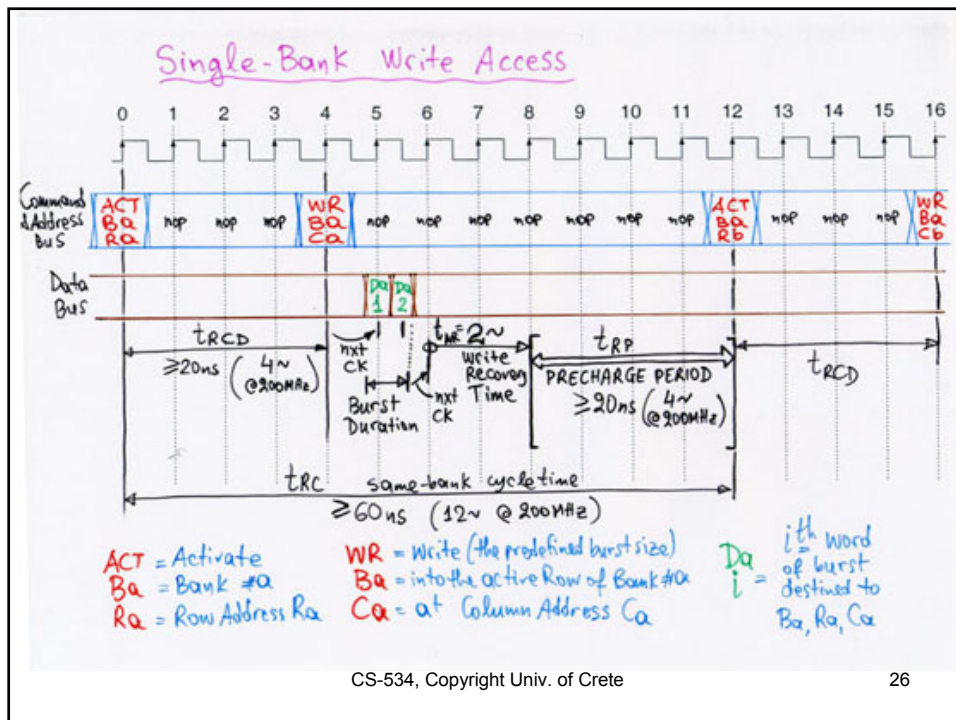 Single-Bank Write Access
0 1 2 3 4 5 6 7 8 9 10 11 12 13 14 15 16
Command
&Address
Bus
ACT
Ba
Ra
nop nop nop
WR
Ba
Ca
nop nop nop nop nop nop nop
ACT
Ba
Rb
nop nop nop
WR
Ba
Cb
Data
Bus
Da
1
Da
2
tRCD
≥20ns (4~ @200MHz)
nxt
CK
Burst
Duration
nxt
CK
tWR=2~
Write
Recovery
Time
tRP
PRECHARGE PERIOD
≥20ns (4~ @200MHz)
tRCD
tRC same-bank cycle time
≥60ns (12~ @ 200MHz)
ACT = Activate
Ba = Bank #a
Ra = Row Address Ra
WR = Write (the predefined burst size)
Ba = into the active Row of Bank #a
Ca = at Column Address Ca
Da
i =
ith word
of burst
destined to
Ba, Ra, Ca
CS-534, Copyright Univ. of Crete
26